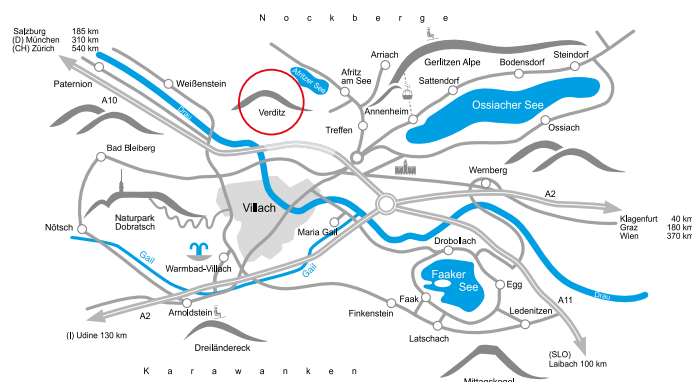 N o c k b e r g e
Salzburg 185 km
(D) München 310 km
(CH) Zürich 540 km
Paternion
A10
Weißenstein
Drau
Verditz
Afritzer See
Afritz
am See
Arriach
Gerlitzen Alpe
Bodensdorf
Steindorf
Sattendorf
Annenheim
Treffen
Ossiacher See
Ossiach
Bad Bleiberg
Naturpark
Dobratsch
Nötsch
Gail
Warmbad-Villach
Villach
Maria Gail
Gail
Wernberg
A2
Klagenfurt 40 km
Graz 180 km
Wien 370 km
Drobollach
Faaker
See
Egg
Faak
Drau
A11
Ledenitzen
Latschach
Finkenstein
A2
Arnoldstein
(I) Udine 130 km
Dreiländereck
(SLO)
Laibach 100 km
Mittagskogel
K a r a w a n k e n